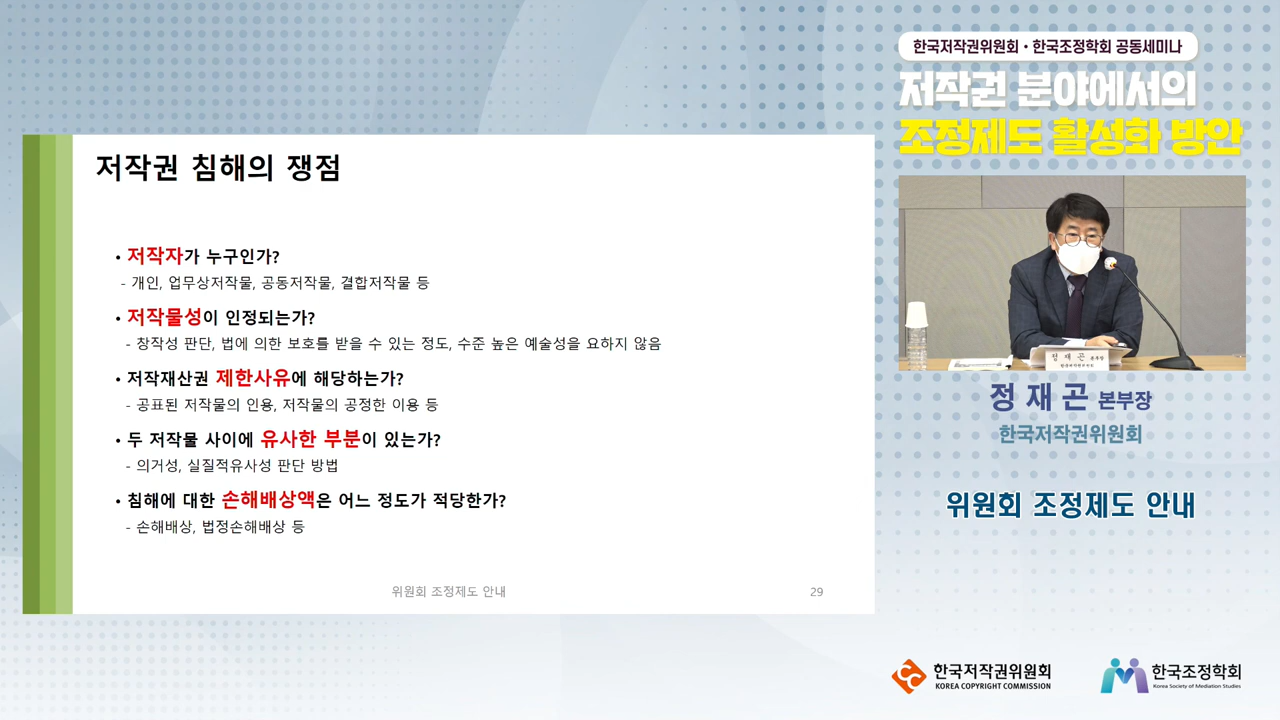 한국저작권위원회 · 한국조정학회 공동세미나
저작권 분야에서의
조정제도 활성화 방안
저작권 침해의 쟁점
• 저작자가 누구인가?
- 개인, 업무상저작물, 공동저작물, 결합저작물 등
• 저작물성이 인정되는가?
- 창작성 판단, 법에 의한 보호를 받을 수 있는 정도, 수준 높은 예술성을 요하지 않음
• 저작재산권 제한사유에 해당하는가?
- 공표된 저작물의 인용, 저작물의 공정한 이용 등
• 두 저작물 사이에 유사한 부분이 있는가?
- 의거성, 실질적유사성 판단 방법
• 침해에 대한 손해배상액은 어느 정도가 적당한가?
- 손해배상, 법정손해배상 등
위원회 조정제도 안내
29
정재곤 본부장
정재곤 본부장
한국저작권위원회
위원회 조정제도 안내
한국저작권위원회
KOREA COPYRIGHT COMMISSION
한국조정학회
Korea Society of Mediation Studies